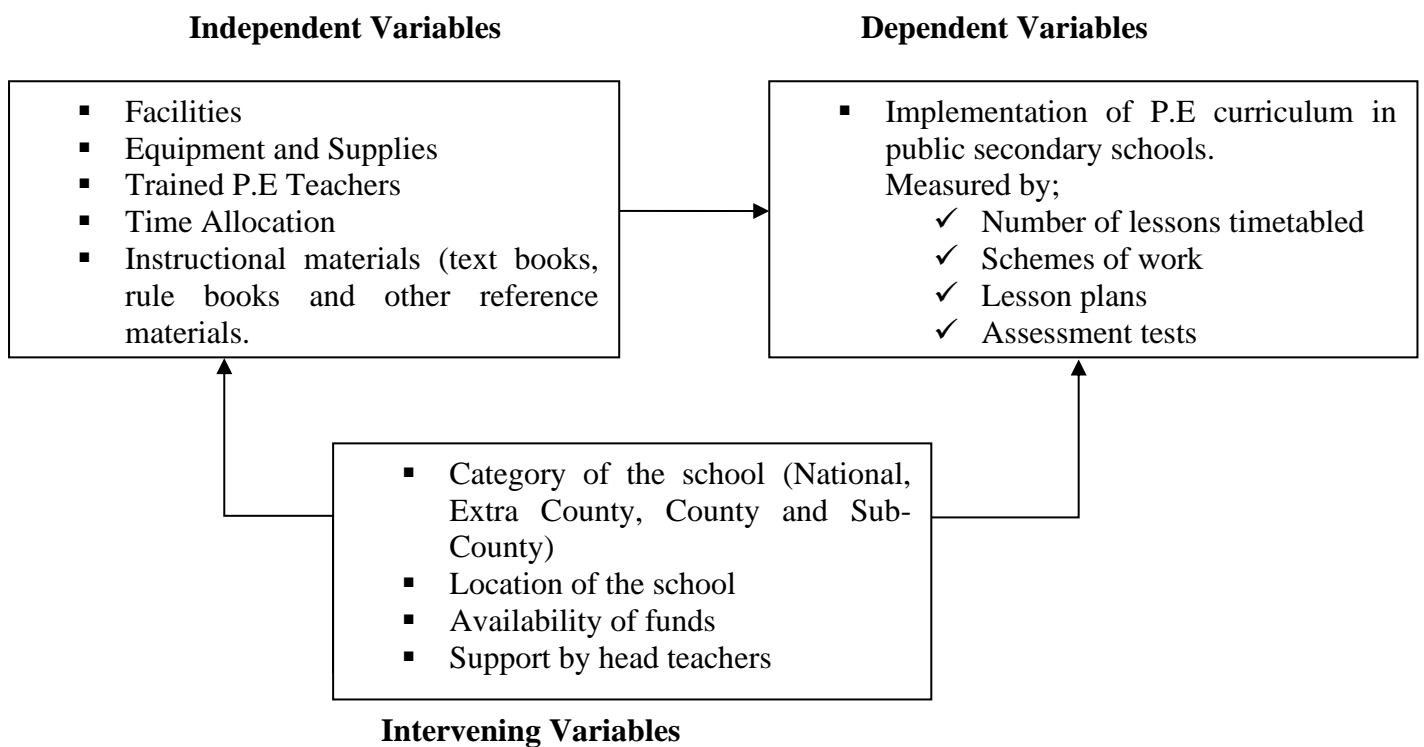 Independent Variables
Dependent Variables
▪ Facilities
▪ Equipment and Supplies
▪ Trained P.E Teachers
▪ Time Allocation
▪ Instructional materials (text books,
rule books and other reference
materials.
▪ Implementation of P.E curriculum in
public secondary schools.
Measured by;
✓ Number of lessons timetabled
✓ Schemes of work
✓ Lesson plans
✓ Assessment tests
▪ Category of the school (National,
Extra County, County and Sub-
County)
▪ Location of the school
▪ Availability of funds
▪ Support by head teachers
Intervening Variables